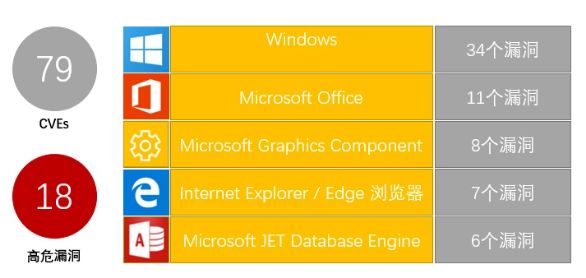 79
CVEs
18
高危漏洞
Windows
34个漏洞
Microsoft Office
11个漏洞
Microsoft Graphics Component
8个漏洞
Internet Explorer / Edge 浏览器
7个漏洞
Microsoft JET Database Engine
6个漏洞